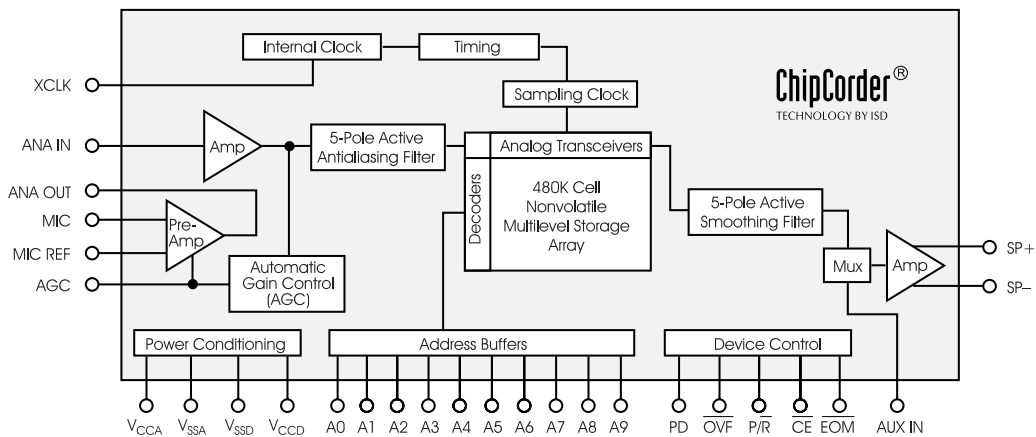 Internal Clock
Timing
XCLK
Sampling Clock
ChipCorder®
TECHNOLOGY BY ISD
ANA IN
Amp
5-Pole Active
Antialiasing Filter
Analog Transceivers
Decoders
480K Cell
Nonvolatile
Multilevel Storage
Array
ANA OUT
MIC
Pre-
Amp
MIC REF
AGC
Automatic
Gain Control
(AGC)
5-Pole Active
Smoothing Filter
Mux
Amp
SP+
SP–
Power Conditioning
Address Buffers
Device Control
VCCA VSSA VSSD VCCD A0 A1 A2 A3 A4 A5 A6 A7 A8 A9 PD O̅V̅F̅ P/R̅ C̅E̅ E̅O̅M̅ AUX IN